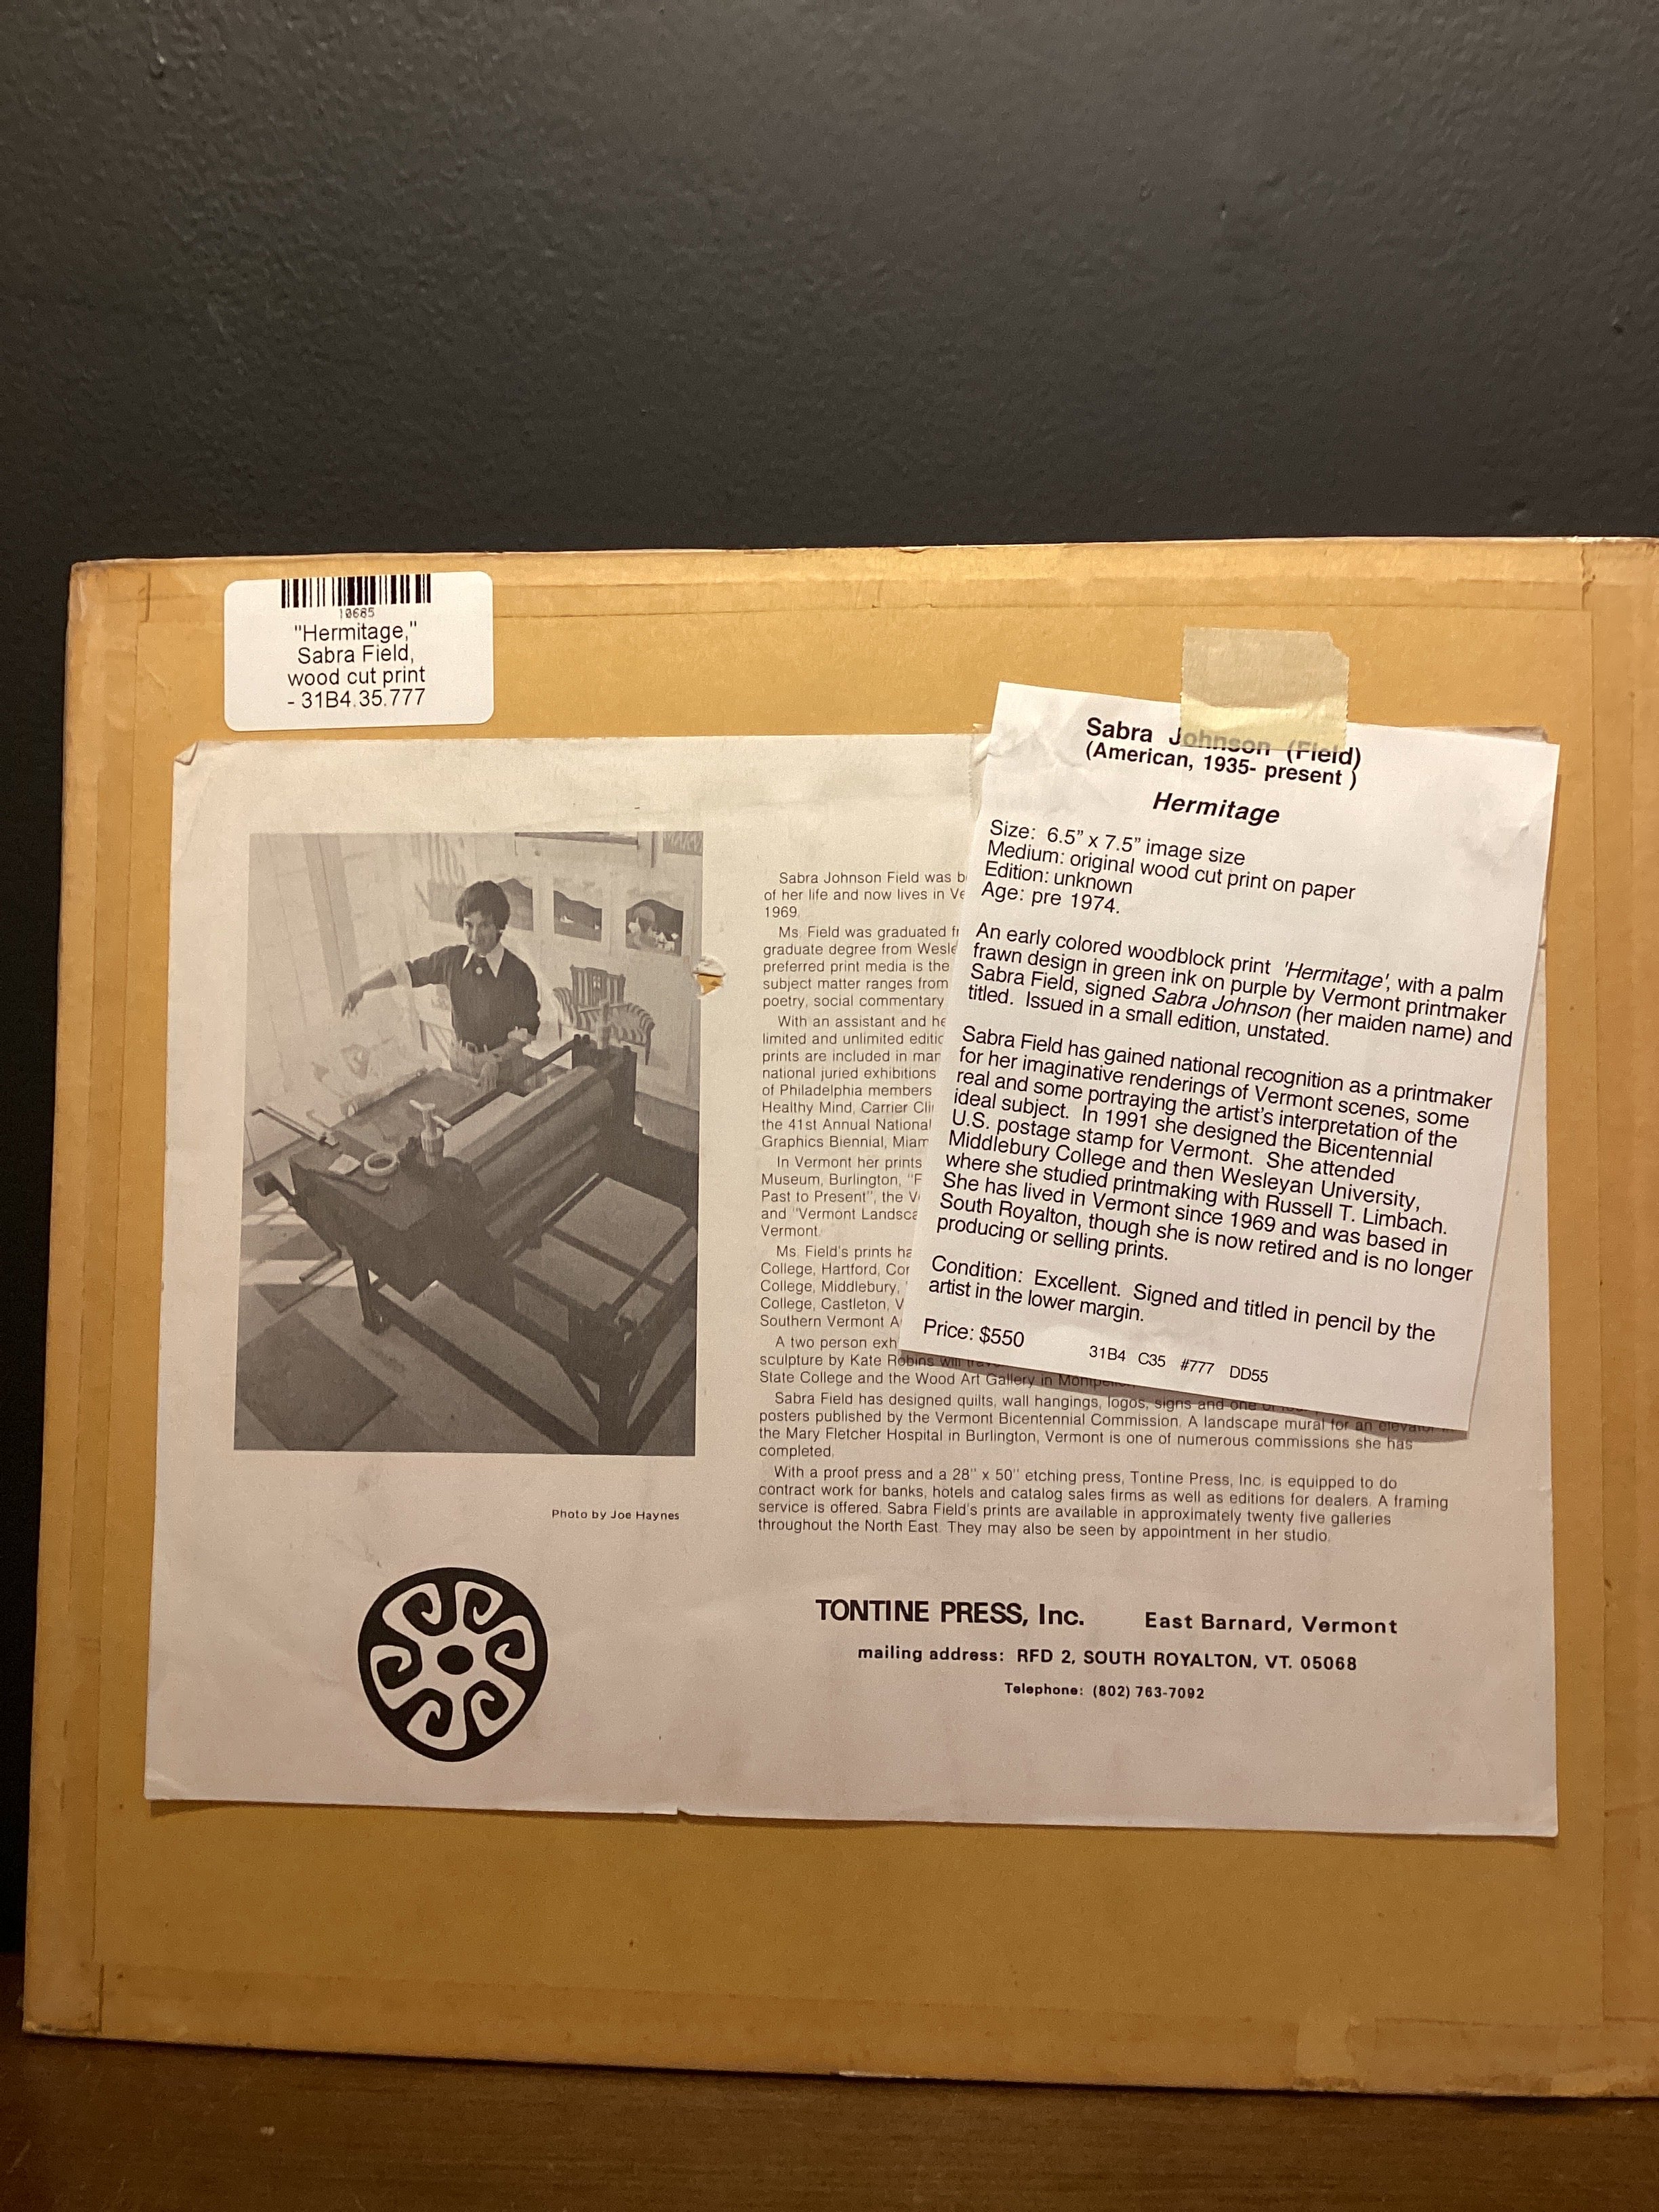 10685
"Hermitage,"
Sabra Field,
wood cut print
- 31B4.35.777
Sabra Johnson (Field)
(American, 1935- present )
Hermitage
Size: 6.5” x 7.5” image size
Medium: original wood cut print on paper
Edition: unknown
Age: pre 1974.
An early colored woodblock print 'Hermitage', with a palm
frawn design in green ink on purple by Vermont printmaker
Sabra Field, signed Sabra Johnson (her maiden name) and
titled. Issued in a small edition, unstated.
Sabra Field has gained national recognition as a printmaker
for her imaginative renderings of Vermont scenes, some
real and some portraying the artist’s interpretation of the
ideal subject. In 1991 she designed the Bicentennial
U.S. postage stamp for Vermont. She attended
Middlebury College and then Wesleyan University,
where she studied printmaking with Russell T. Limbach.
She has lived in Vermont since 1969 and was based in
South Royalton, though she is now retired and is no longer
producing or selling prints.
Condition: Excellent. Signed and titled in pencil by the
artist in the lower margin.
Price: $550
31B4 C35 #777 DD55
Sabra Johnson Field was
of her life and now lives in
1969.
Ms. Field was graduated
graduate degree from
preferred print media is the
subject matter ranges from
poetry, social commentary
With an assistant and
limited and unlimited
prints are included in
national juried exhibitions
of Philadelphia members
Healthy Mind, Carrier
the 41st Annual National
Graphics Biennial,
In Vermont her prints
Museum, Burlington,
Past to Present", the
and "Vermont
Vermont.
Ms. Field's prints
College, Hartford,
College, Middlebury,
College, Castleton,
Southern Vermont
A two person
sculpture by Kate Robins will
State College and the Wood Art Gallery in
Sabra Field has designed quilts, wall hangings, logos, signs and one of
posters published by the Vermont Bicentennial Commission. A landscape mural for an elevator
the Mary Fletcher Hospital in Burlington, Vermont is one of numerous commissions she has
completed.
With a proof press and a 28" x 50" etching press, Tontine Press, Inc. is equipped to do
contract work for banks, hotels and catalog sales firms as well as editions for dealers. A framing
service is offered. Sabra Field's prints are available in approximately twenty five galleries
throughout the North East. They may also be seen by appointment in her studio.
Photo by Joe Haynes
TONTINE PRESS, Inc. East Barnard, Vermont
mailing address: RFD 2, SOUTH ROYALTON, VT. 05068
Telephone: (802) 763-7092